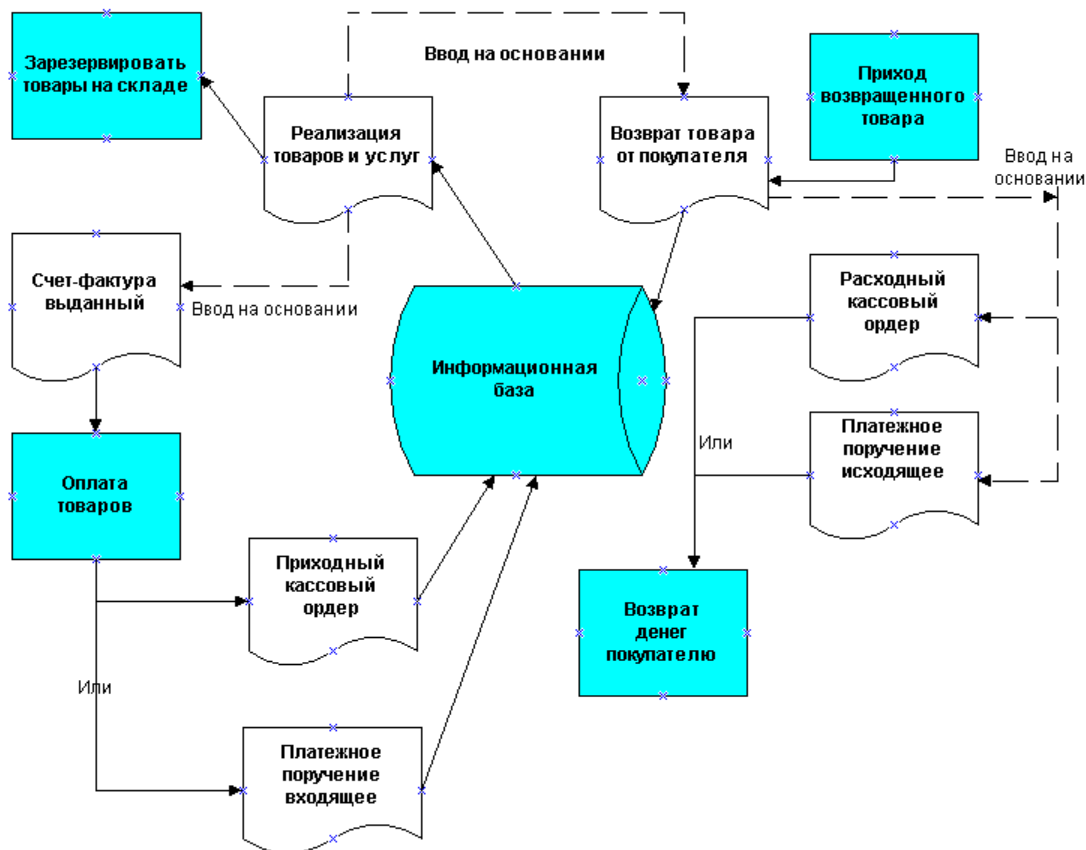 Зарезервировать
товары на складе
Ввод на основании
Приход
возвращенного
товара
Реализация
товаров и услуг
Возврат товара
от покупателя
Ввод на
основании
Счет-фактура
выданный
Ввод на основании
Расходный
кассовый
ордер
Информационная
база
Платежное
поручение
исходящее
Или
Оплата
товаров
Приходный
кассовый
ордер
Возврат
денег
покупателю
Или
Платежное
поручение
входящее